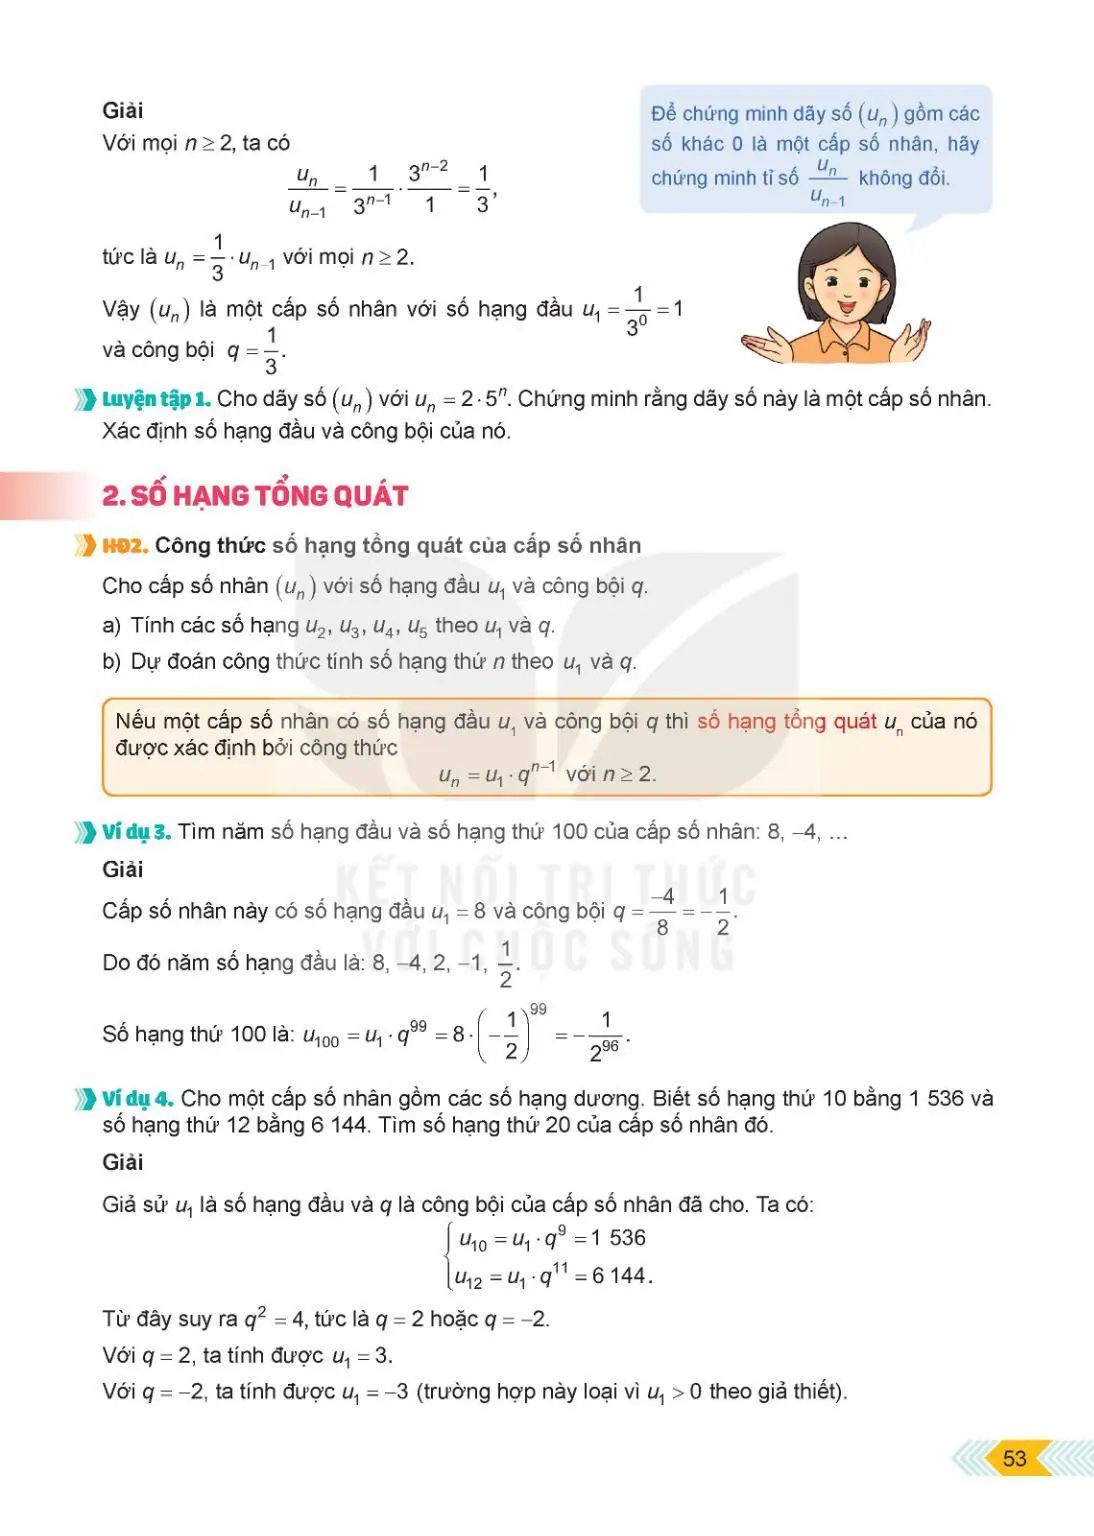 Giải
Với mọi n ≥ 2, ta có
uₙ/uₙ₋₁ = 1/3ⁿ⁻¹ · 3ⁿ⁻²/1 = 1/3,
tức là uₙ = 1/3 · uₙ₋₁ với mọi n ≥ 2.
Vậy (uₙ) là một cấp số nhân với số hạng đầu u₁ = 1/3⁰ = 1
và công bội q = 1/3.
Để chứng minh dãy số (uₙ) gồm các
số khác 0 là một cấp số nhân, hãy
chứng minh tỉ số uₙ/uₙ₋₁ không đổi.
Luyện tập 1. Cho dãy số (uₙ) với uₙ = 2·5ⁿ. Chứng minh rằng dãy số này là một cấp số nhân.
Xác định số hạng đầu và công bội của nó.
2. SỐ HẠNG TỔNG QUÁT
HĐ2. Công thức số hạng tổng quát của cấp số nhân
Cho cấp số nhân (uₙ) với số hạng đầu u₁ và công bội q.
a) Tính các số hạng u₂, u₃, u₄, u₅ theo u₁ và q.
b) Dự đoán công thức tính số hạng thứ n theo u₁ và q.
Nếu một cấp số nhân có số hạng đầu u₁ và công bội q thì số hạng tổng quát uₙ của nó
được xác định bởi công thức
uₙ = u₁ · qⁿ⁻¹ với n ≥ 2.
Ví dụ 3. Tìm năm số hạng đầu và số hạng thứ 100 của cấp số nhân: 8, –4, ...
Giải
KẾT NỐI TRI THỨC
Cấp số nhân này có số hạng đầu u₁ = 8 và công bội q = –4/8 = –1/2.
VỚI CUỘC SỐNG
Do đó năm số hạng đầu là: 8, –4, 2, –1, 1/2.
Số hạng thứ 100 là: u₁₀₀ = u₁ · q⁹⁹ = 8·(–1/2)⁹⁹ = –1/2⁹⁶.
Ví dụ 4. Cho một cấp số nhân gồm các số hạng dương. Biết số hạng thứ 10 bằng 1 536 và
số hạng thứ 12 bằng 6 144. Tìm số hạng thứ 20 của cấp số nhân đó.
Giải
Giả sử u₁ là số hạng đầu và q là công bội của cấp số nhân đã cho. Ta có:
u₁₀ = u₁ · q⁹ = 1 536
u₁₂ = u₁ · q¹¹ = 6 144.
Từ đây suy ra q² = 4, tức là q = 2 hoặc q = –2.
Với q = 2, ta tính được u₁ = 3.
Với q = –2, ta tính được u₁ = –3 (trường hợp này loại vì u₁ > 0 theo giả thiết).
53